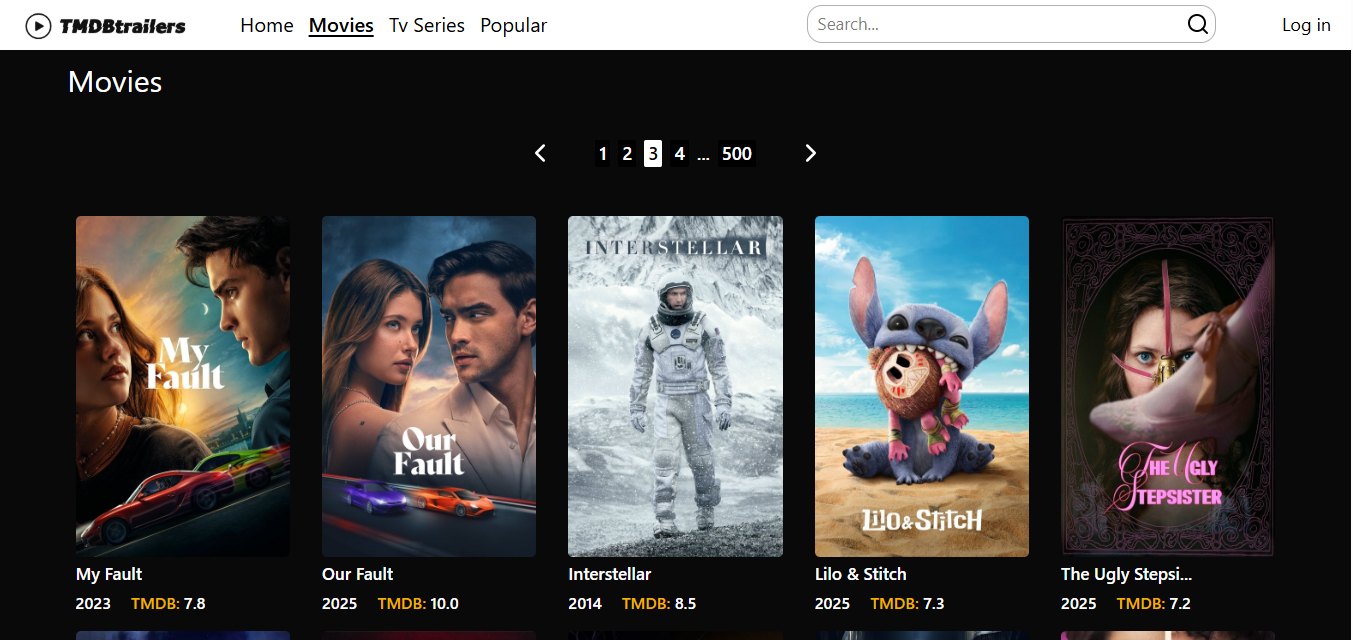 TMDBtrailers Home Movies Tv Series Popular Search... Log in
Movies
1 2 3 4 ... 500
My Fault
Our Fault
INTERSTELLAR
Lilo & Stitch
The Ugly Stepsister
My Fault Our Fault Interstellar Lilo & Stitch The Ugly Stepsi...
2023 TMDB: 7.8 2025 TMDB: 10.0 2014 TMDB: 8.5 2025 TMDB: 7.3 2025 TMDB: 7.2